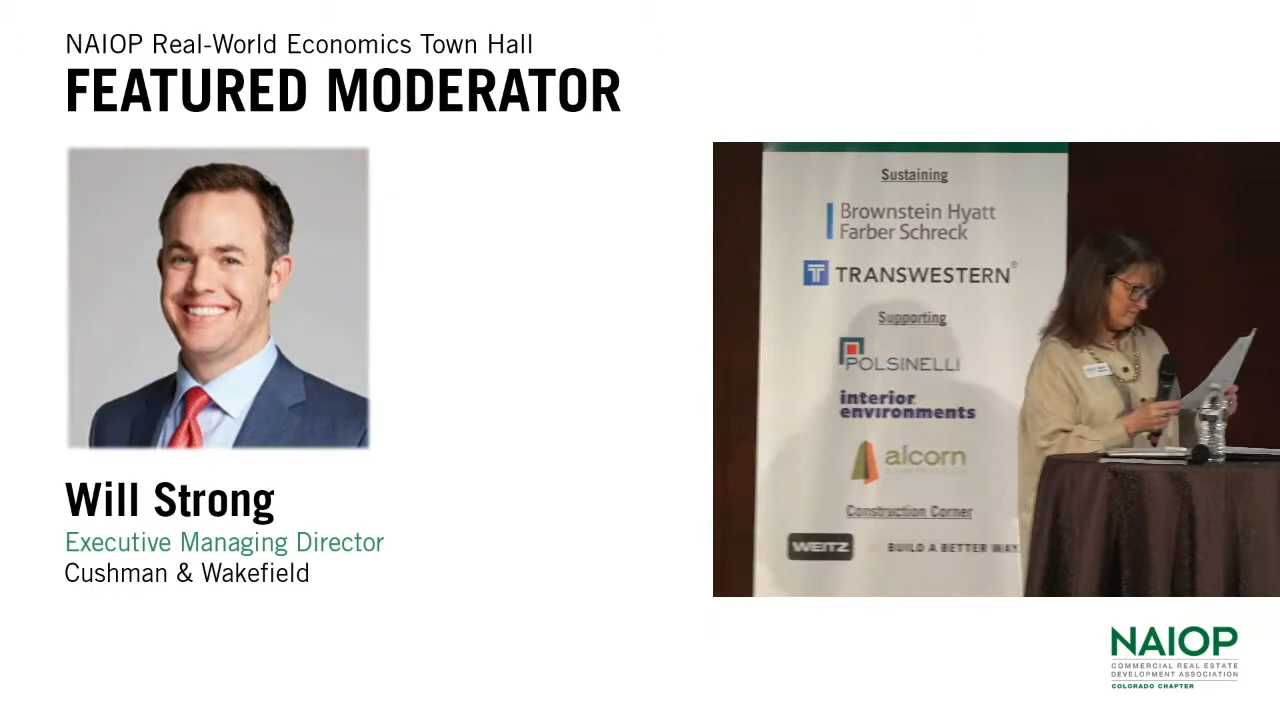 NAIOP Real-World Economics Town Hall
FEATURED MODERATOR
Will Strong
Executive Managing Director
Cushman & Wakefield
Sustaining
Brownstein Hyatt
Farber Schreck
TRANSWESTERN®
Supporting
POLSINELLI
interior
environments
alcorn
Construction Corner
WEITZ BUILD A BETTER WAY
NAIOP
COMMERCIAL REAL ESTATE
DEVELOPMENT ASSOCIATION
COLORADO CHAPTER